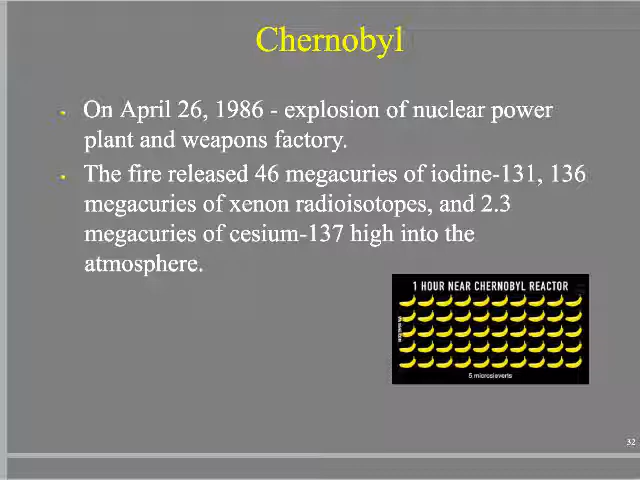 Chernobyl
On April 26, 1986 - explosion of nuclear power
plant and weapons factory.
The fire released 46 megacuries of iodine-131, 136
megacuries of xenon radioisotopes, and 2.3
megacuries of cesium-137 high into the
atmosphere.
1 HOUR NEAR CHERNOBYL REACTOR
5 microsieverts
32